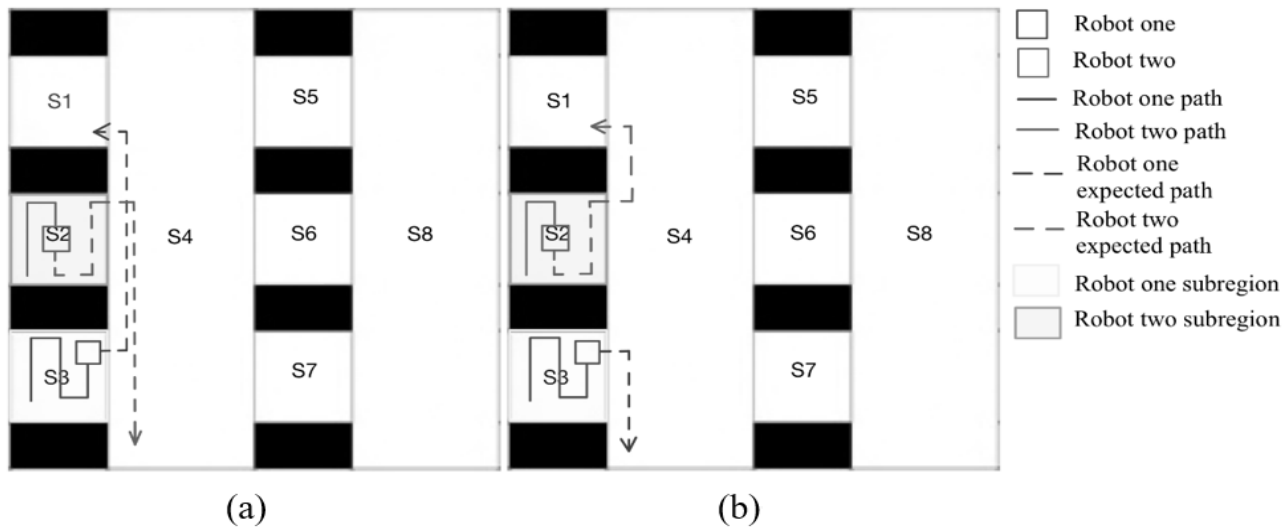 S1
S2
S3
S4
S5
S6
S7
S8
(a)
S1
S2
S3
S4
S5
S6
S7
S8
(b)
Robot one
Robot two
Robot one path
Robot two path
Robot one
expected path
Robot two
expected path
Robot one subregion
Robot two subregion